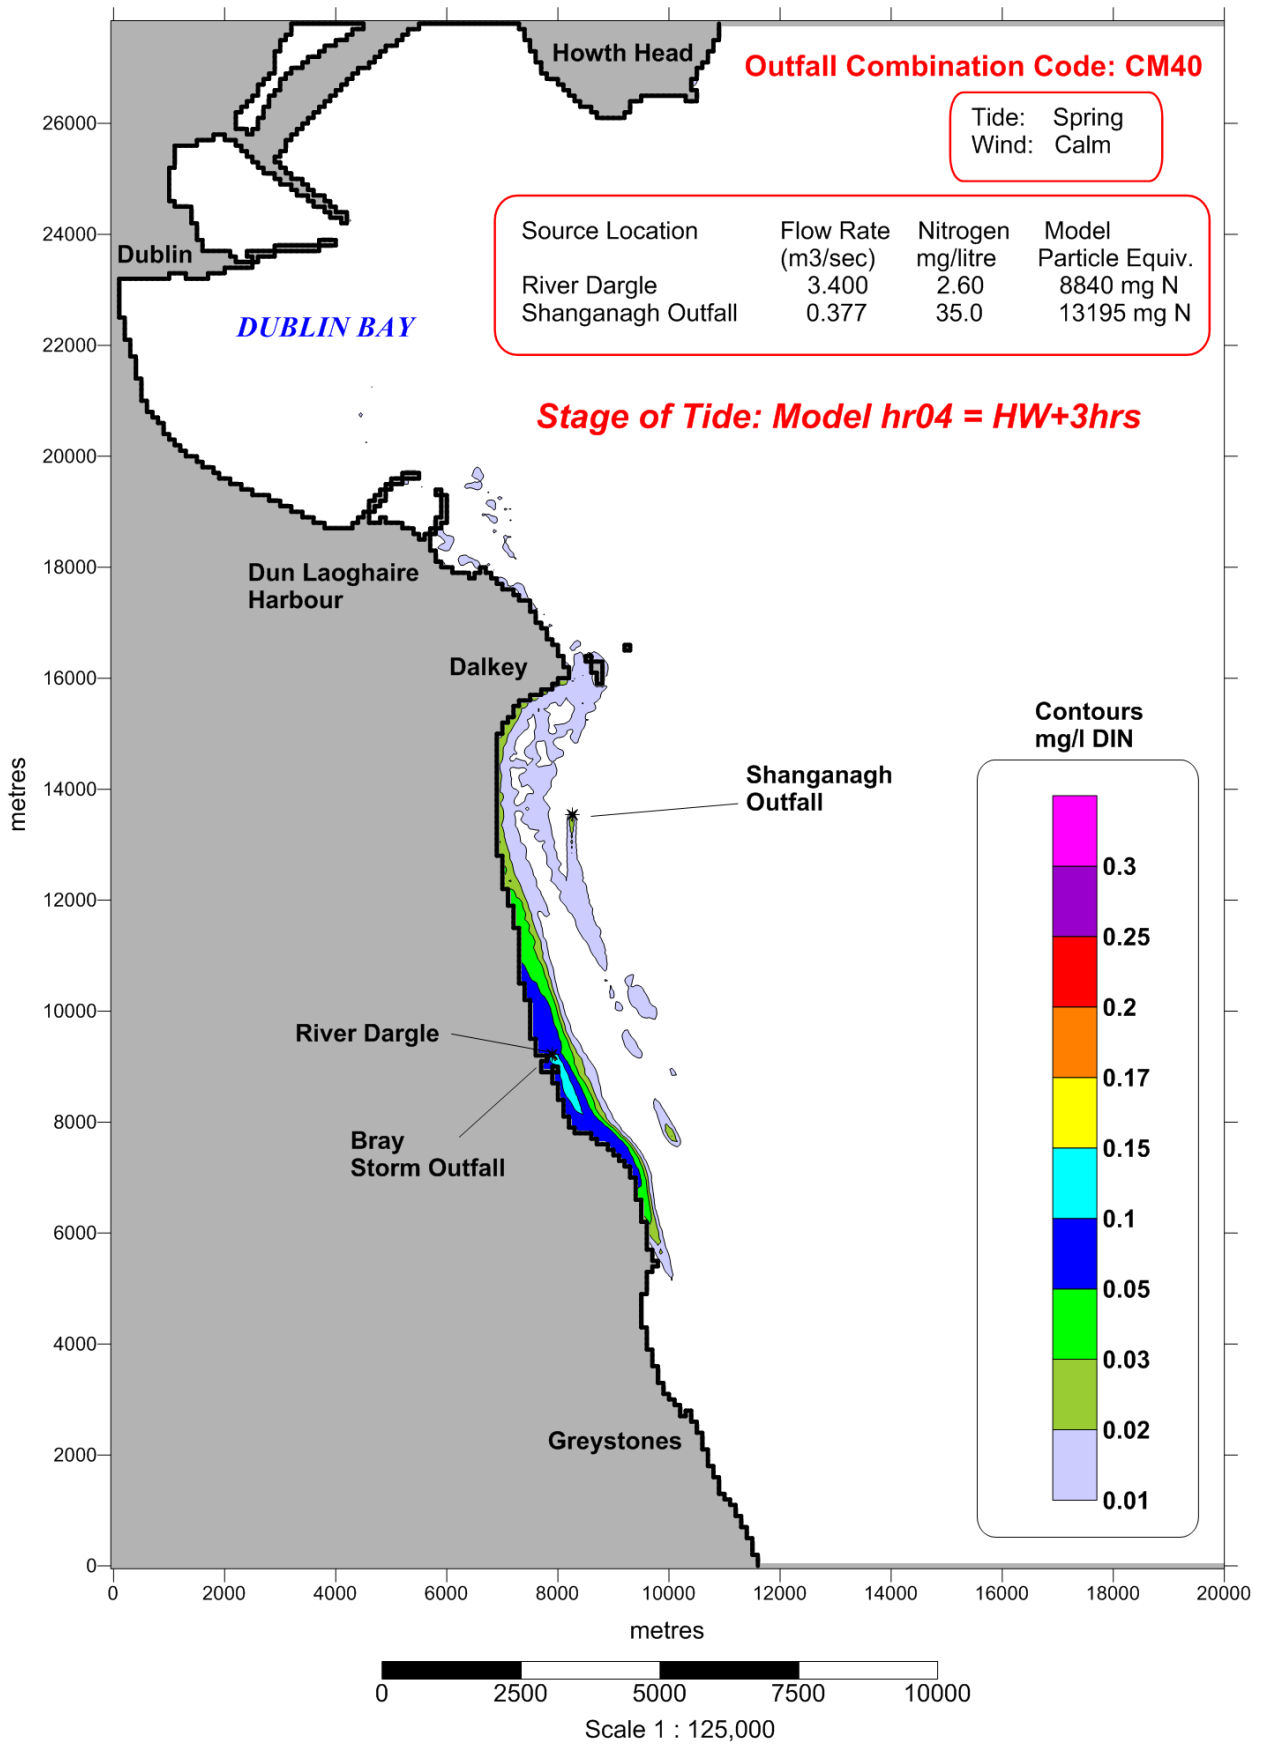 Howth Head
Outfall Combination Code: CM40
Tide: Spring
Wind: Calm
Source Location Flow Rate Nitrogen Model
(m3/sec) mg/litre Particle Equiv.
River Dargle 3.400 2.60 8840 mg N
Shanganagh Outfall 0.377 35.0 13195 mg N
Dublin
DUBLIN BAY
Stage of Tide: Model hr04 = HW+3hrs
Dun Laoghaire
Harbour
Dalkey
Shanganagh
Outfall
River Dargle
Bray
Storm Outfall
Greystones
Contours
mg/l DIN
0.3
0.25
0.2
0.17
0.15
0.1
0.05
0.03
0.02
0.01
metres
26000
24000
22000
20000
18000
16000
14000
12000
10000
8000
6000
4000
2000
0
0 2000 4000 6000 8000 10000 12000 14000 16000 18000 20000
metres
0 2500 5000 7500 10000
Scale 1 : 125,000